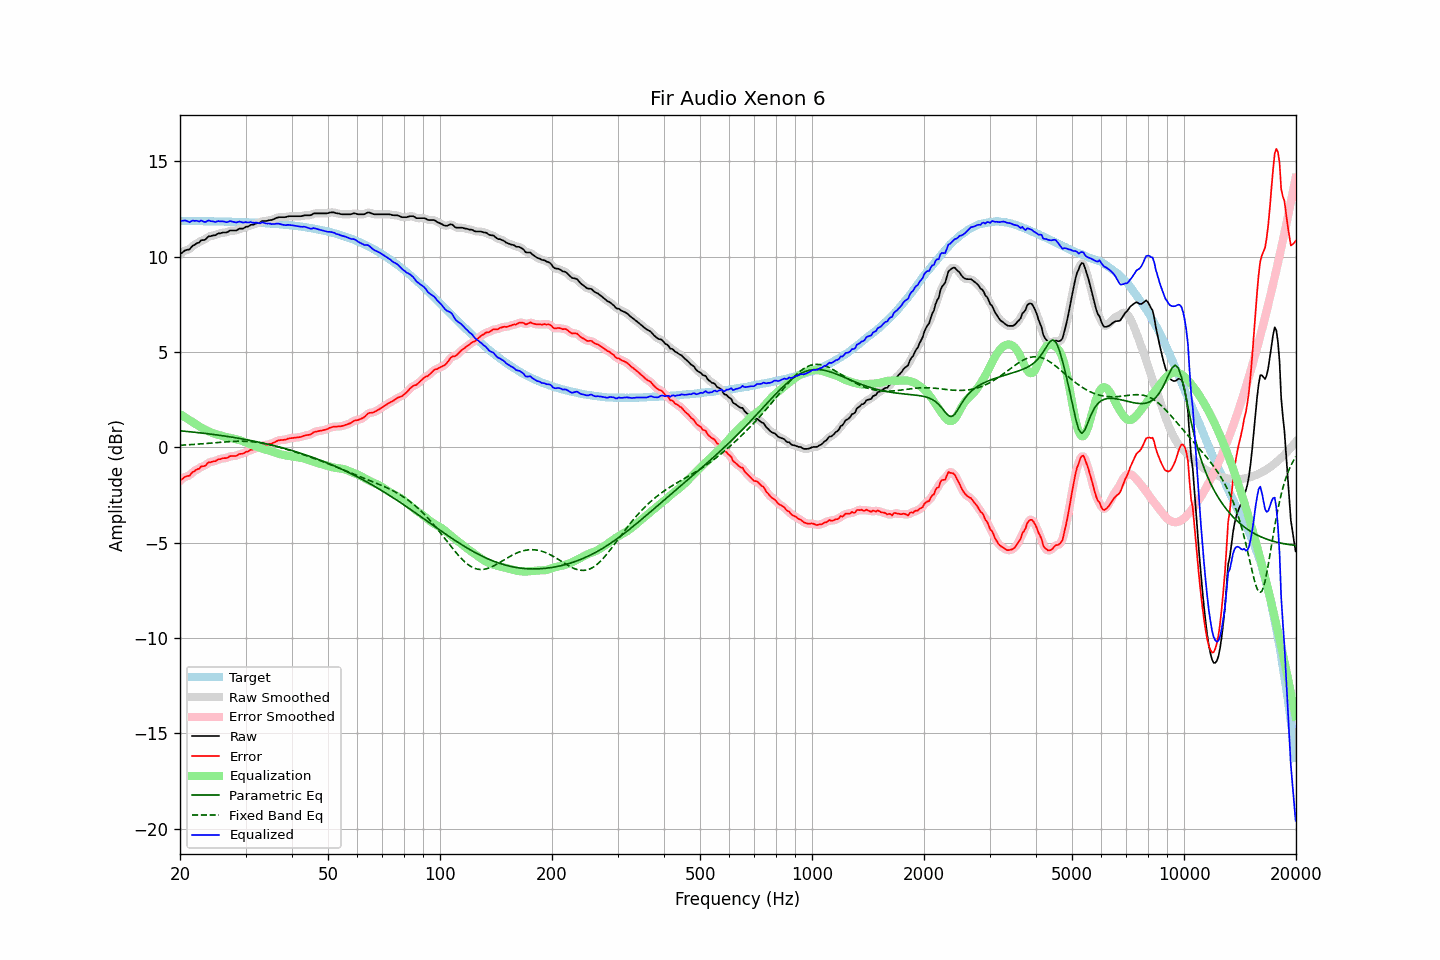 Fir Audio Xenon 6
Amplitude (dBr)
15
10
5
0
−5
−10
−15
−20
Target
Raw Smoothed
Error Smoothed
Raw
Error
Equalization
Parametric Eq
Fixed Band Eq
Equalized
20 50 100 200 500 1000 2000 5000 10000 20000
Frequency (Hz)